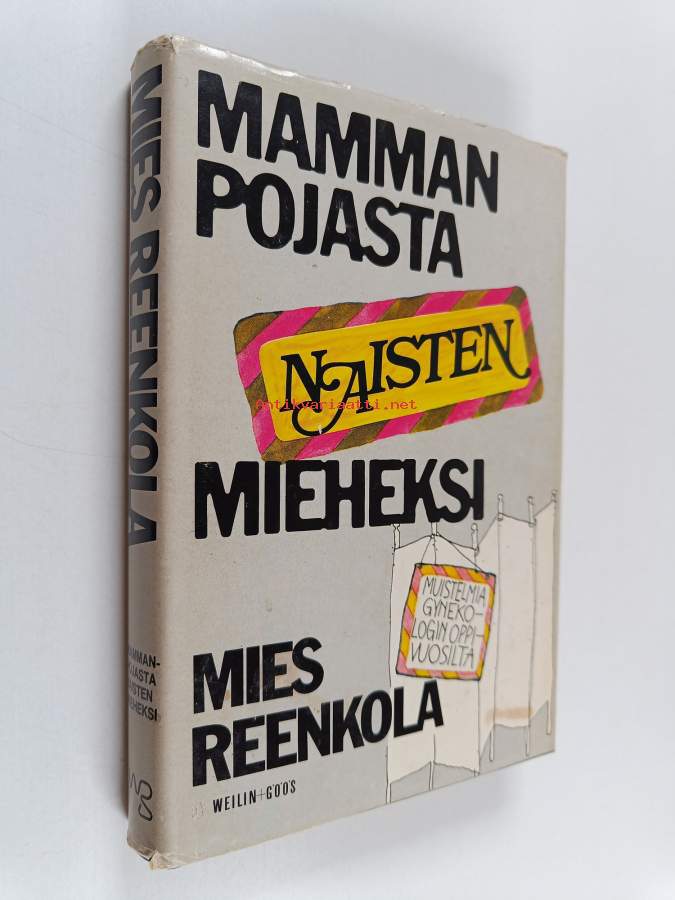 MAMMAN
POJASTA
NAISTEN
Antikvariaatti.net
MIEHEKSI
MUISTELMIA
GYNEKO-
LOGIN OPPI-
VUOSILTA
MIES
REENKOLA
WEILIN+GÖÖS
MIES REENKOLA
MAMMAN-
POJASTA
NAISTEN
MIEHEKSI